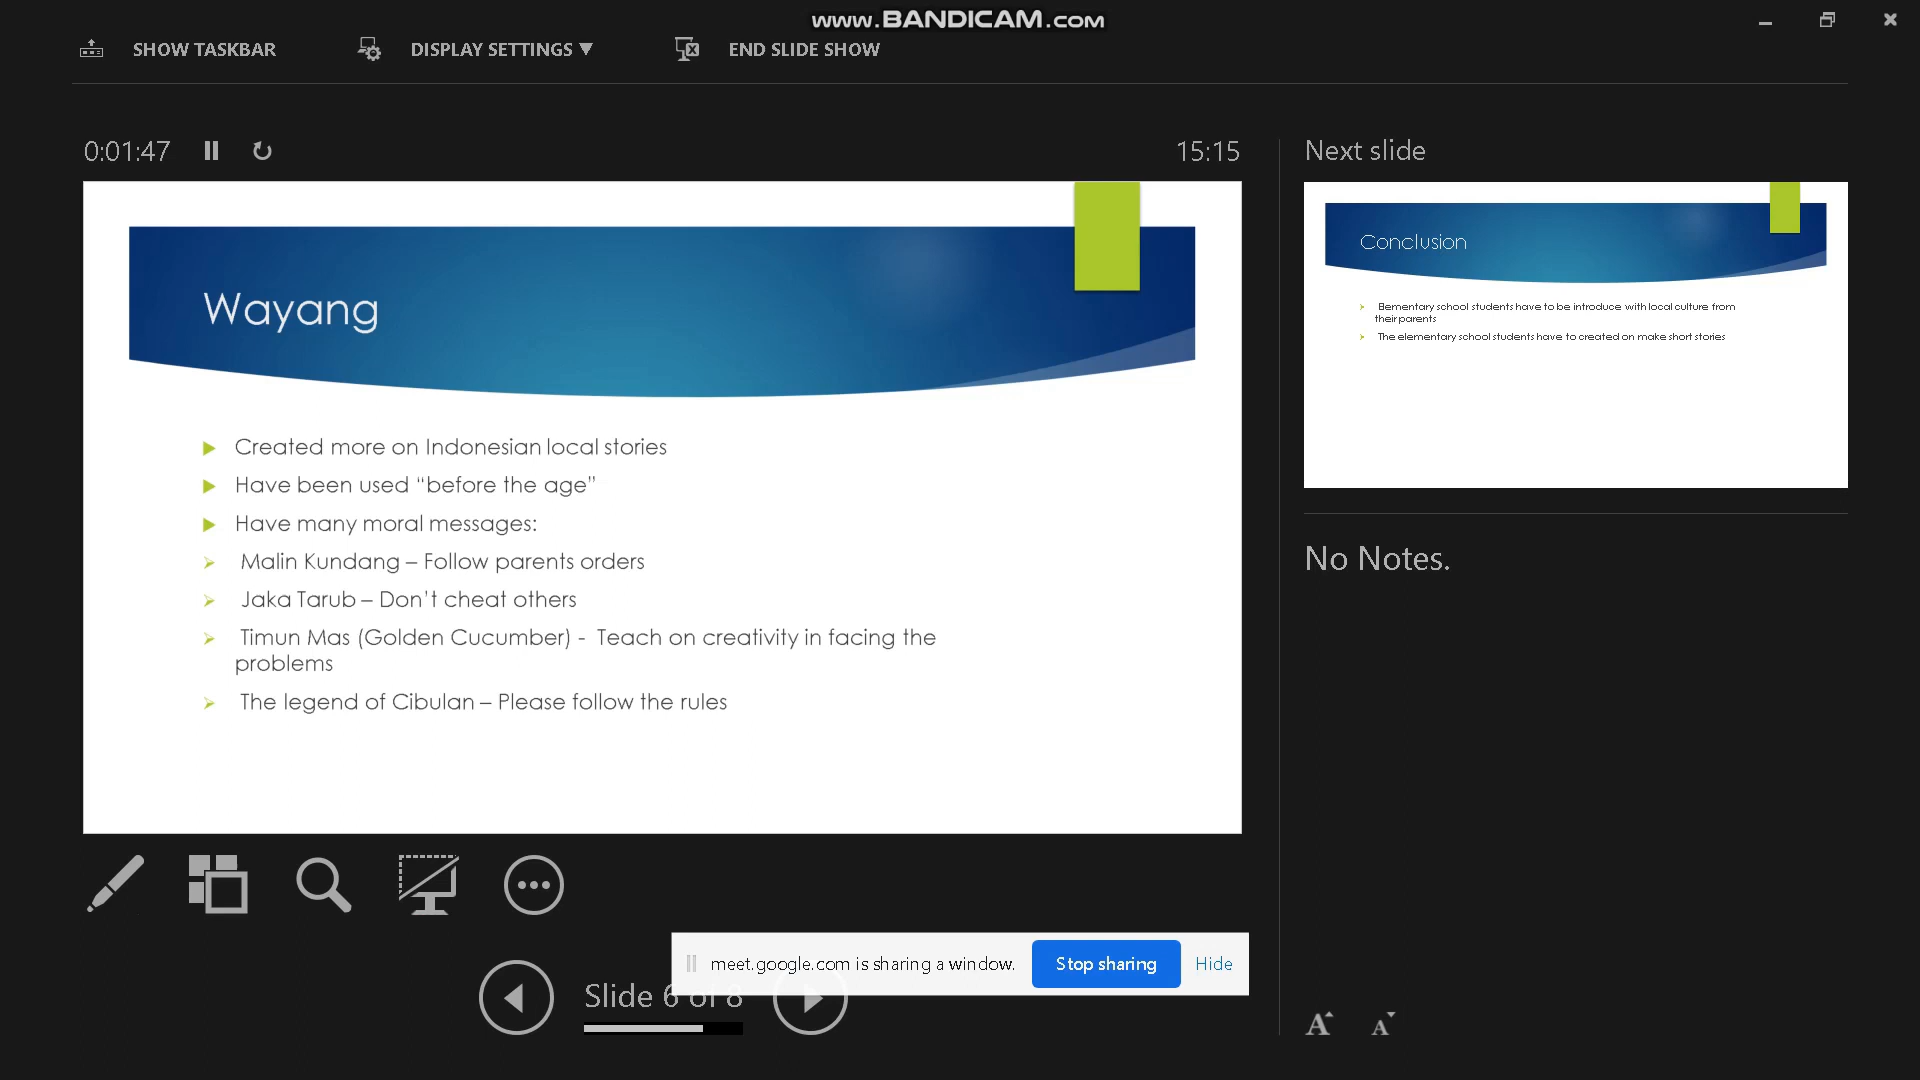 www.BANDICAM.com
SHOW TASKBAR
DISPLAY SETTINGS ▼
END SLIDE SHOW
0:01:47
15:15
Wayang
Created more on Indonesian local stories
Have been used “before the age”
Have many moral messages:
Malin Kundang – Follow parents orders
Jaka Tarub – Don’t cheat others
Timun Mas (Golden Cucumber) - Teach on creativity in facing the
problems
The legend of Cibulan – Please follow the rules
Next slide
Conclusion
Elementary school students have to be introduce with local culture from
their parents
The elementary school students have to created on make short stories
No Notes.
meet.google.com is sharing a window.
Stop sharing
Hide
Slide 6 of 8
A A